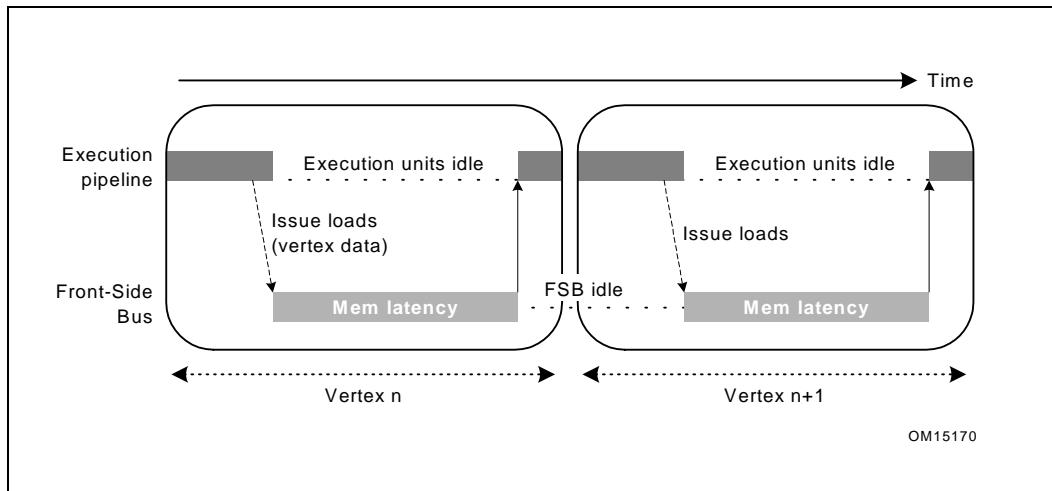 Time
Execution
pipeline
Execution units idle
Execution units idle
Issue loads
(vertex data)
Issue loads
Front-Side
Bus
Mem latency
FSB idle
Mem latency
Vertex n
Vertex n+1
OM15170